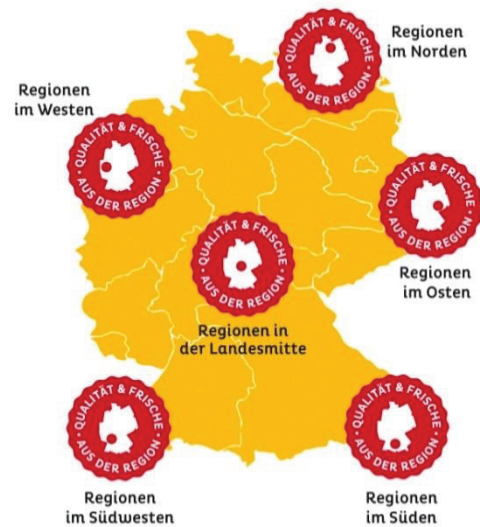 QUALITÄT & FRISCHE
AUS DER REGION
Regionen
im Norden
Regionen
im Westen
QUALITÄT & FRISCHE
AUS DER REGION
QUALITÄT & FRISCHE
AUS DER REGION
Regionen
im Osten
QUALITÄT & FRISCHE
AUS DER REGION
Regionen in
der Landesmitte
QUALITÄT & FRISCHE
AUS DER REGION
Regionen
im Südwesten
QUALITÄT & FRISCHE
AUS DER REGION
Regionen
im Süden